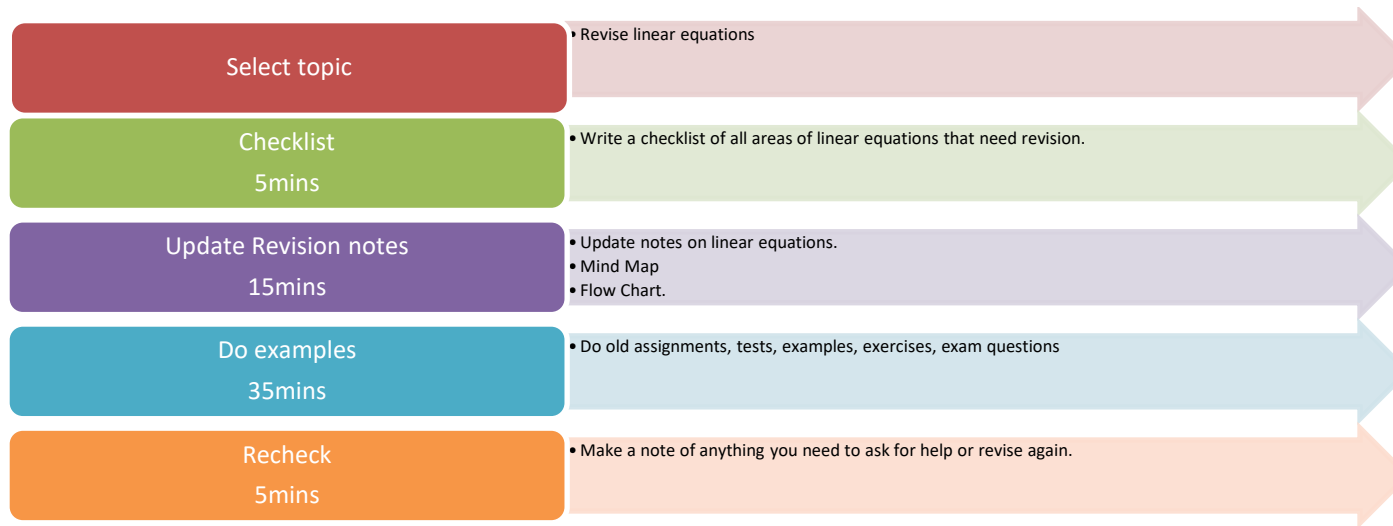 Select topic
• Revise linear equations
Checklist
5mins
• Write a checklist of all areas of linear equations that need revision.
Update Revision notes
15mins
• Update notes on linear equations.
• Mind Map
• Flow Chart.
Do examples
35mins
• Do old assignments, tests, examples, exercises, exam questions
Recheck
5mins
• Make a note of anything you need to ask for help or revise again.